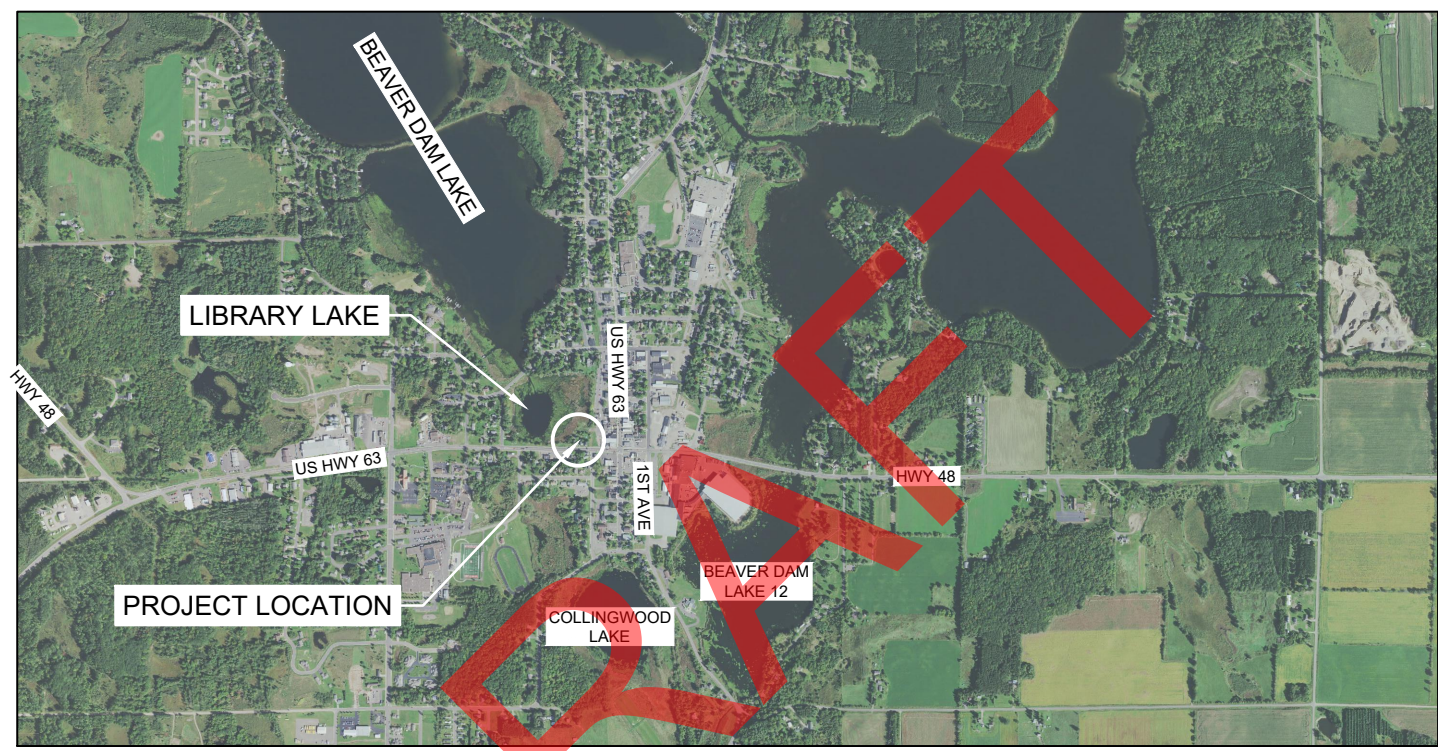 BEAVER DAM LAKE
LIBRARY LAKE
US HWY 63
HWY 48
US HWY 63
1ST AVE
HWY 48
BEAVER DAM
LAKE 12
PROJECT LOCATION
COLLINGWOOD
LAKE
RAFT